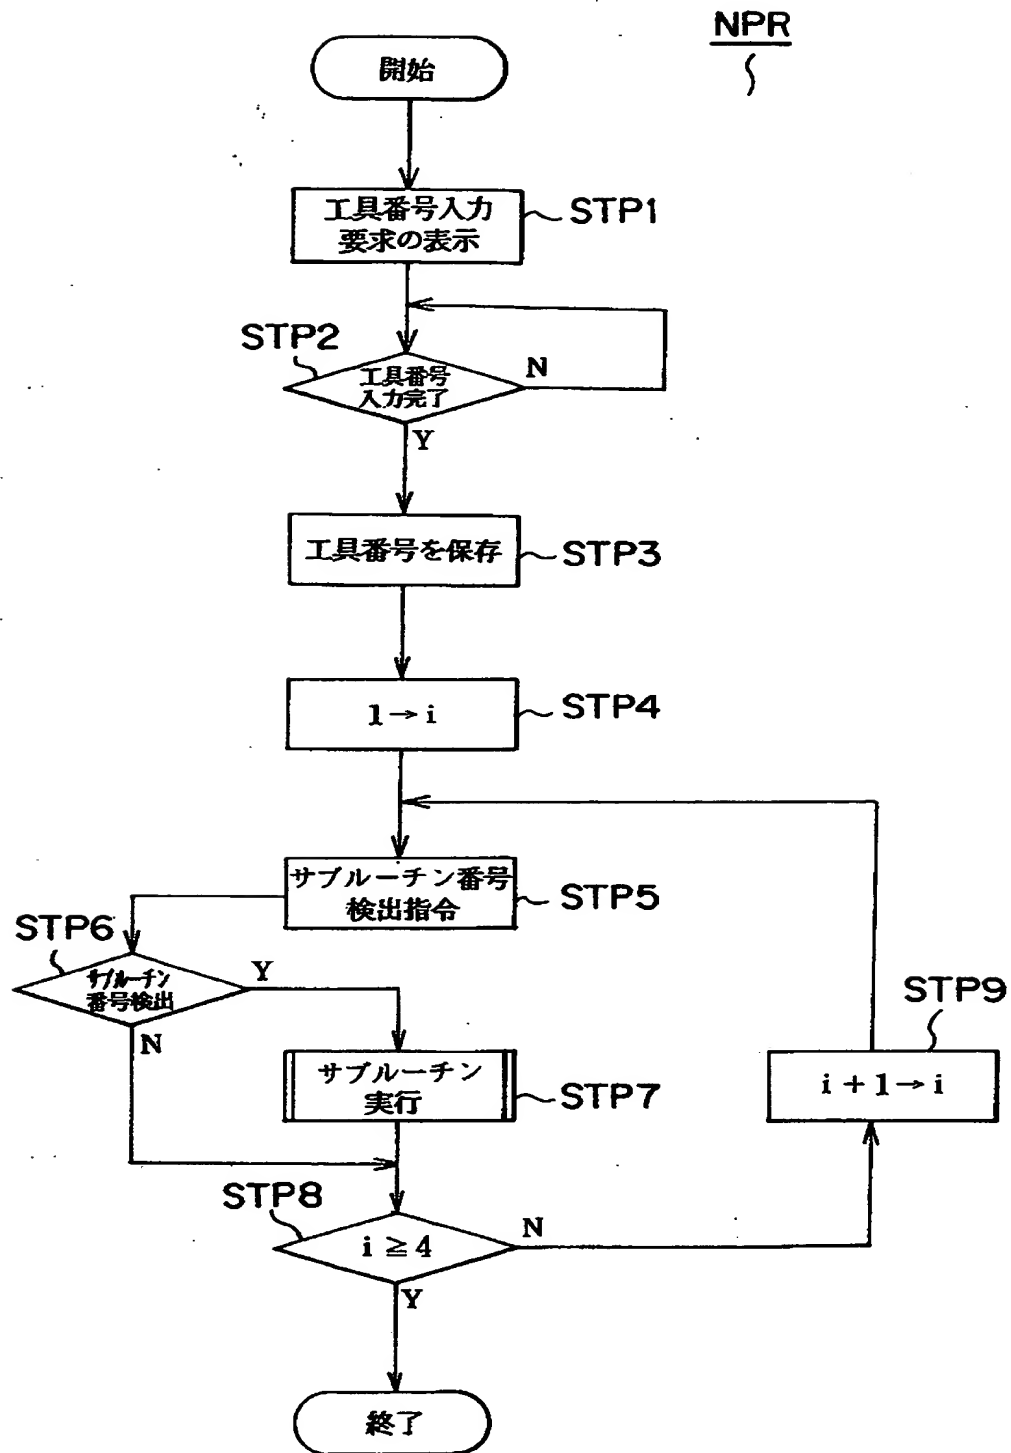 NPR
開始
工具番号入力
要求の表示
STP1
STP2
工具番号
入力完了
N
Y
工具番号を保存
STP3
1→i
STP4
サブルーチン番号
検出指令
STP5
STP6
サブルーチン
番号検出
Y
N
サブルーチン
実行
STP7
STP9
i+1→i
STP8
i≧4
N
Y
終了